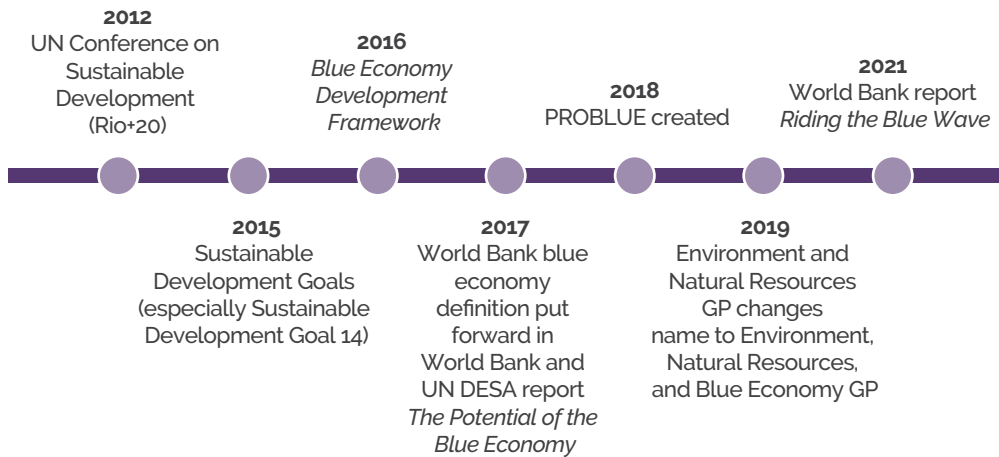 2012
UN Conference on
Sustainable
Development
(Rio+20)
2016
Blue Economy
Development
Framework
2018
PROBLUE created
2021
World Bank report
Riding the Blue Wave
2015
Sustainable
Development Goals
(especially Sustainable
Development Goal 14)
2017
World Bank blue
economy
definition put
forward in
World Bank and
UN DESA report
The Potential of the
Blue Economy
2019
Environment and
Natural Resources
GP changes
name to Environment,
Natural Resources,
and Blue Economy GP